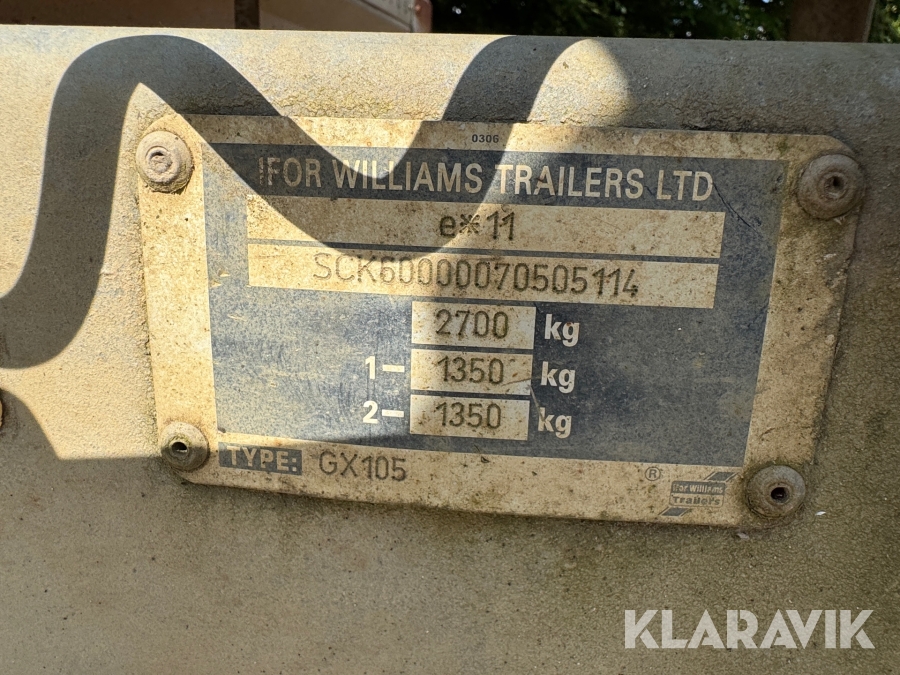 0306
IFOR WILLIAMS TRAILERS LTD
e*11
SCK60000070505114
2700 kg
1- 1350 kg
2- 1350 kg
TYPE: GX105
®
Ifor Williams
Trailers
KLARAVIK